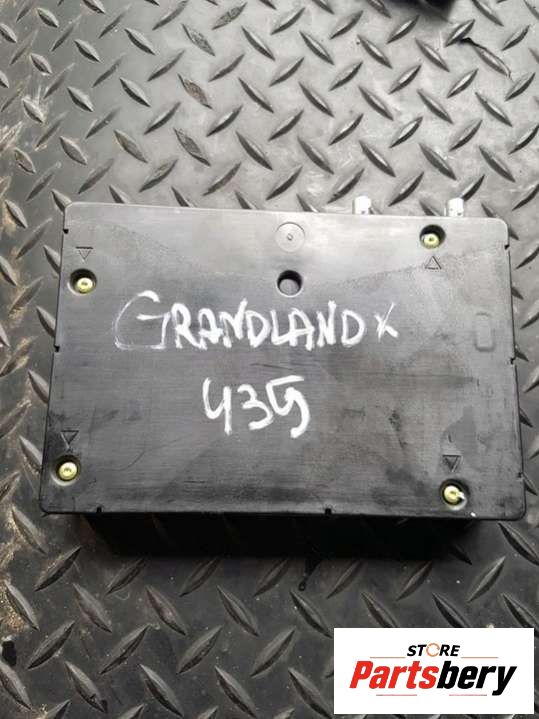 GRANDLAND X
435
STORE
Partsbery